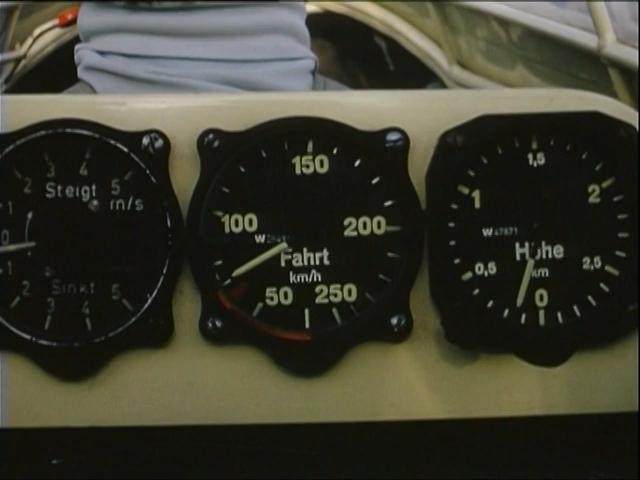 3 4
2 Steigt 5
1 m/s
0
1
2 Sinkt 5
3 4
150
100 200
W
Fahrt
km/h
50 250
1,5
1 2
W 47871
Höhe
0,5 km 2,5
0